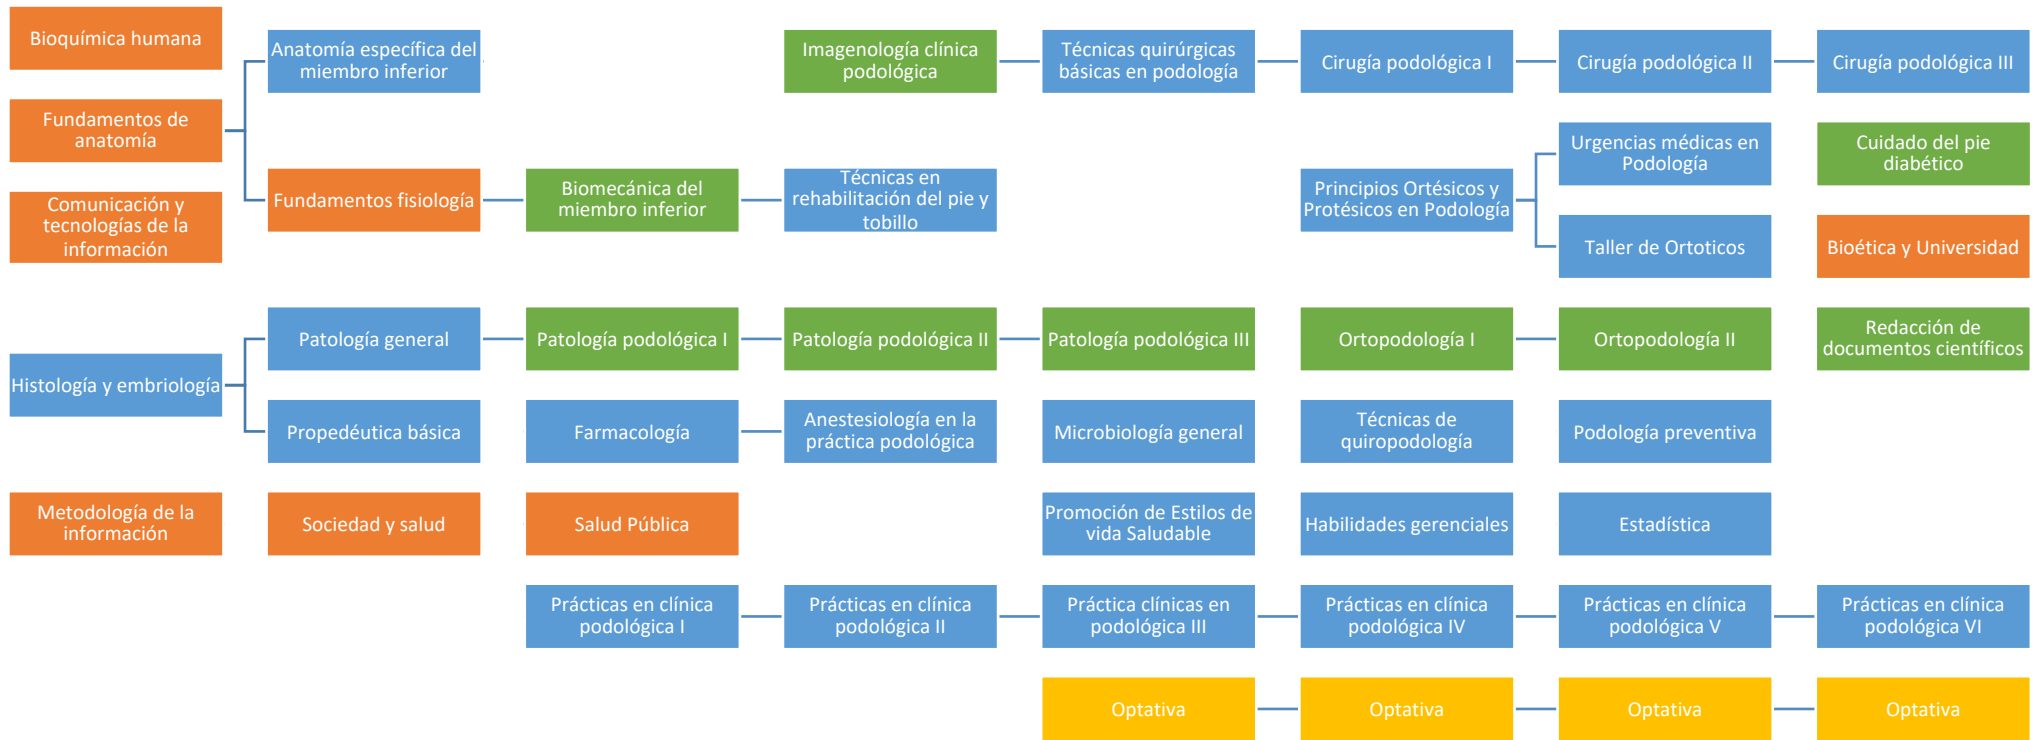 Bioquímica humana
Anatomía específica del
miembro inferior
Imagenología clínica
podológica
Técnicas quirúrgicas
básicas en podología
Cirugía podológica I
Cirugía podológica II
Cirugía podológica III
Fundamentos de
anatomía
Urgencias médicas en
Podología
Cuidado del pie
diabético
Comunicación y
tecnologías de la
información
Fundamentos fisiología
Biomecánica del
miembro inferior
Técnicas en
rehabilitación del pie y
tobillo
Principios Ortésicos y
Protésicos en Podología
Taller de Ortoticos
Bioética y Universidad
Histología y embriología
Patología general
Patología podológica I
Patología podológica II
Patología podológica III
Ortopodología I
Ortopodología II
Redacción de
documentos científicos
Propedéutica básica
Farmacología
Anestesiología en la
práctica podológica
Microbiología general
Técnicas de
quiropodología
Podología preventiva
Metodología de la
información
Sociedad y salud
Salud Pública
Promoción de Estilos de
vida Saludable
Habilidades gerenciales
Estadística
Prácticas en clínica
podológica I
Prácticas en clínica
podológica II
Práctica clínicas en
podológica III
Prácticas en clínica
podológica IV
Prácticas en clínica
podológica V
Prácticas en clínica
podológica VI
Optativa
Optativa
Optativa
Optativa